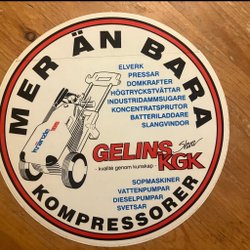 MER ÄN BARA
ELVERK
PRESSAR
DOMKRAFTER
HÖGTRYCKSTVÄTTAR
INDUSTRIDAMMSUGARE
KONCENTRATSPRUTOR
BATTERILADDARE
SLANGVINDOR
GELINS
KGK
– kvalité genom kunskap –
SOPMASKINER
VATTENPUMPAR
DIESELPUMPAR
SVETSAR
KOMPRESSORER